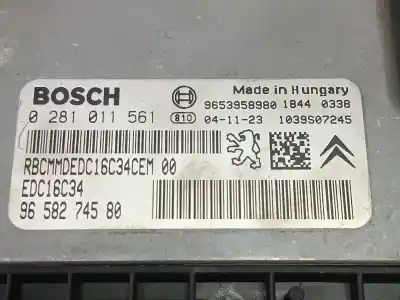 BOSCH
Made in Hungary
9653958980 1844 0338
0 281 011 561
810 04-11-23 1039S07245
RBCMMDEDC16C34CEM 00
EDC16C34
96 582 745 80